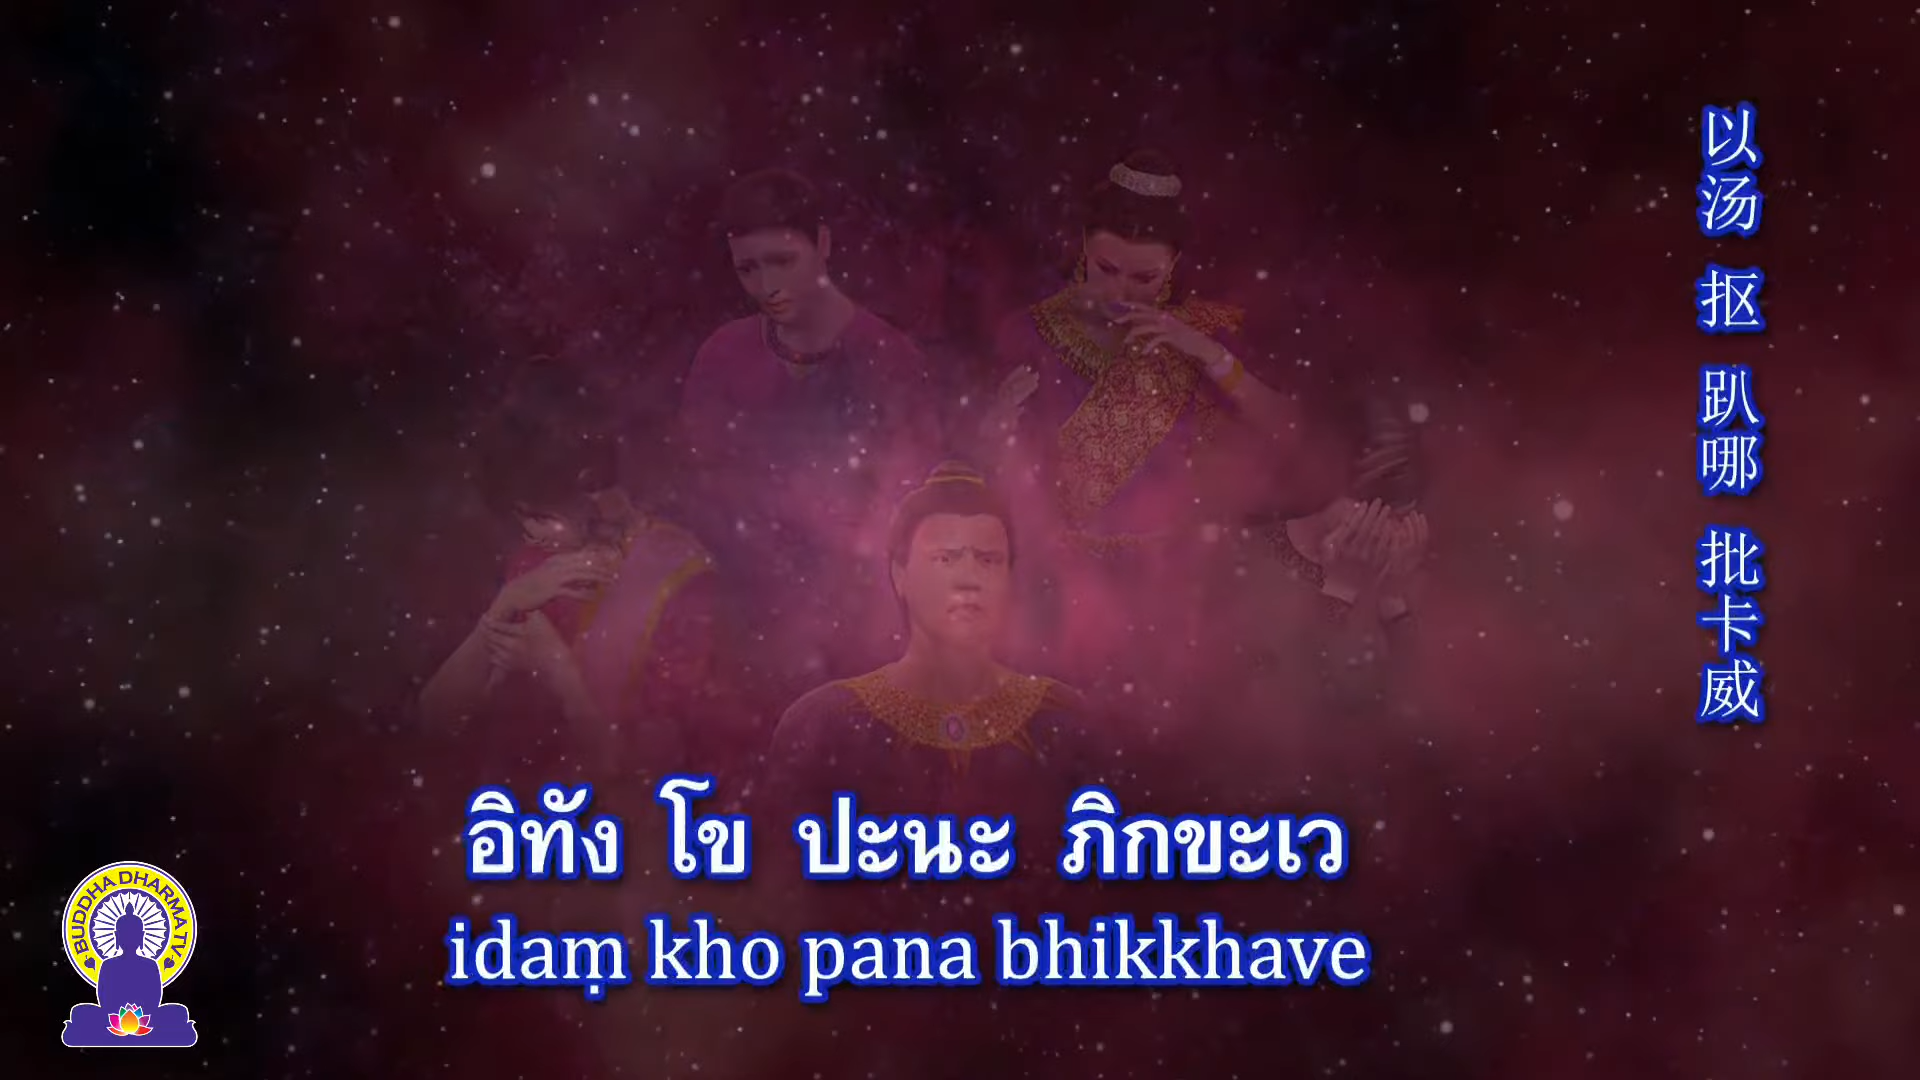 以汤 抠 趴哪 批卡威
อิทัง โข ปะนะ ภิกขะเว
idaṃ kho pana bhikkhave
BUDDHA DHARMA TV